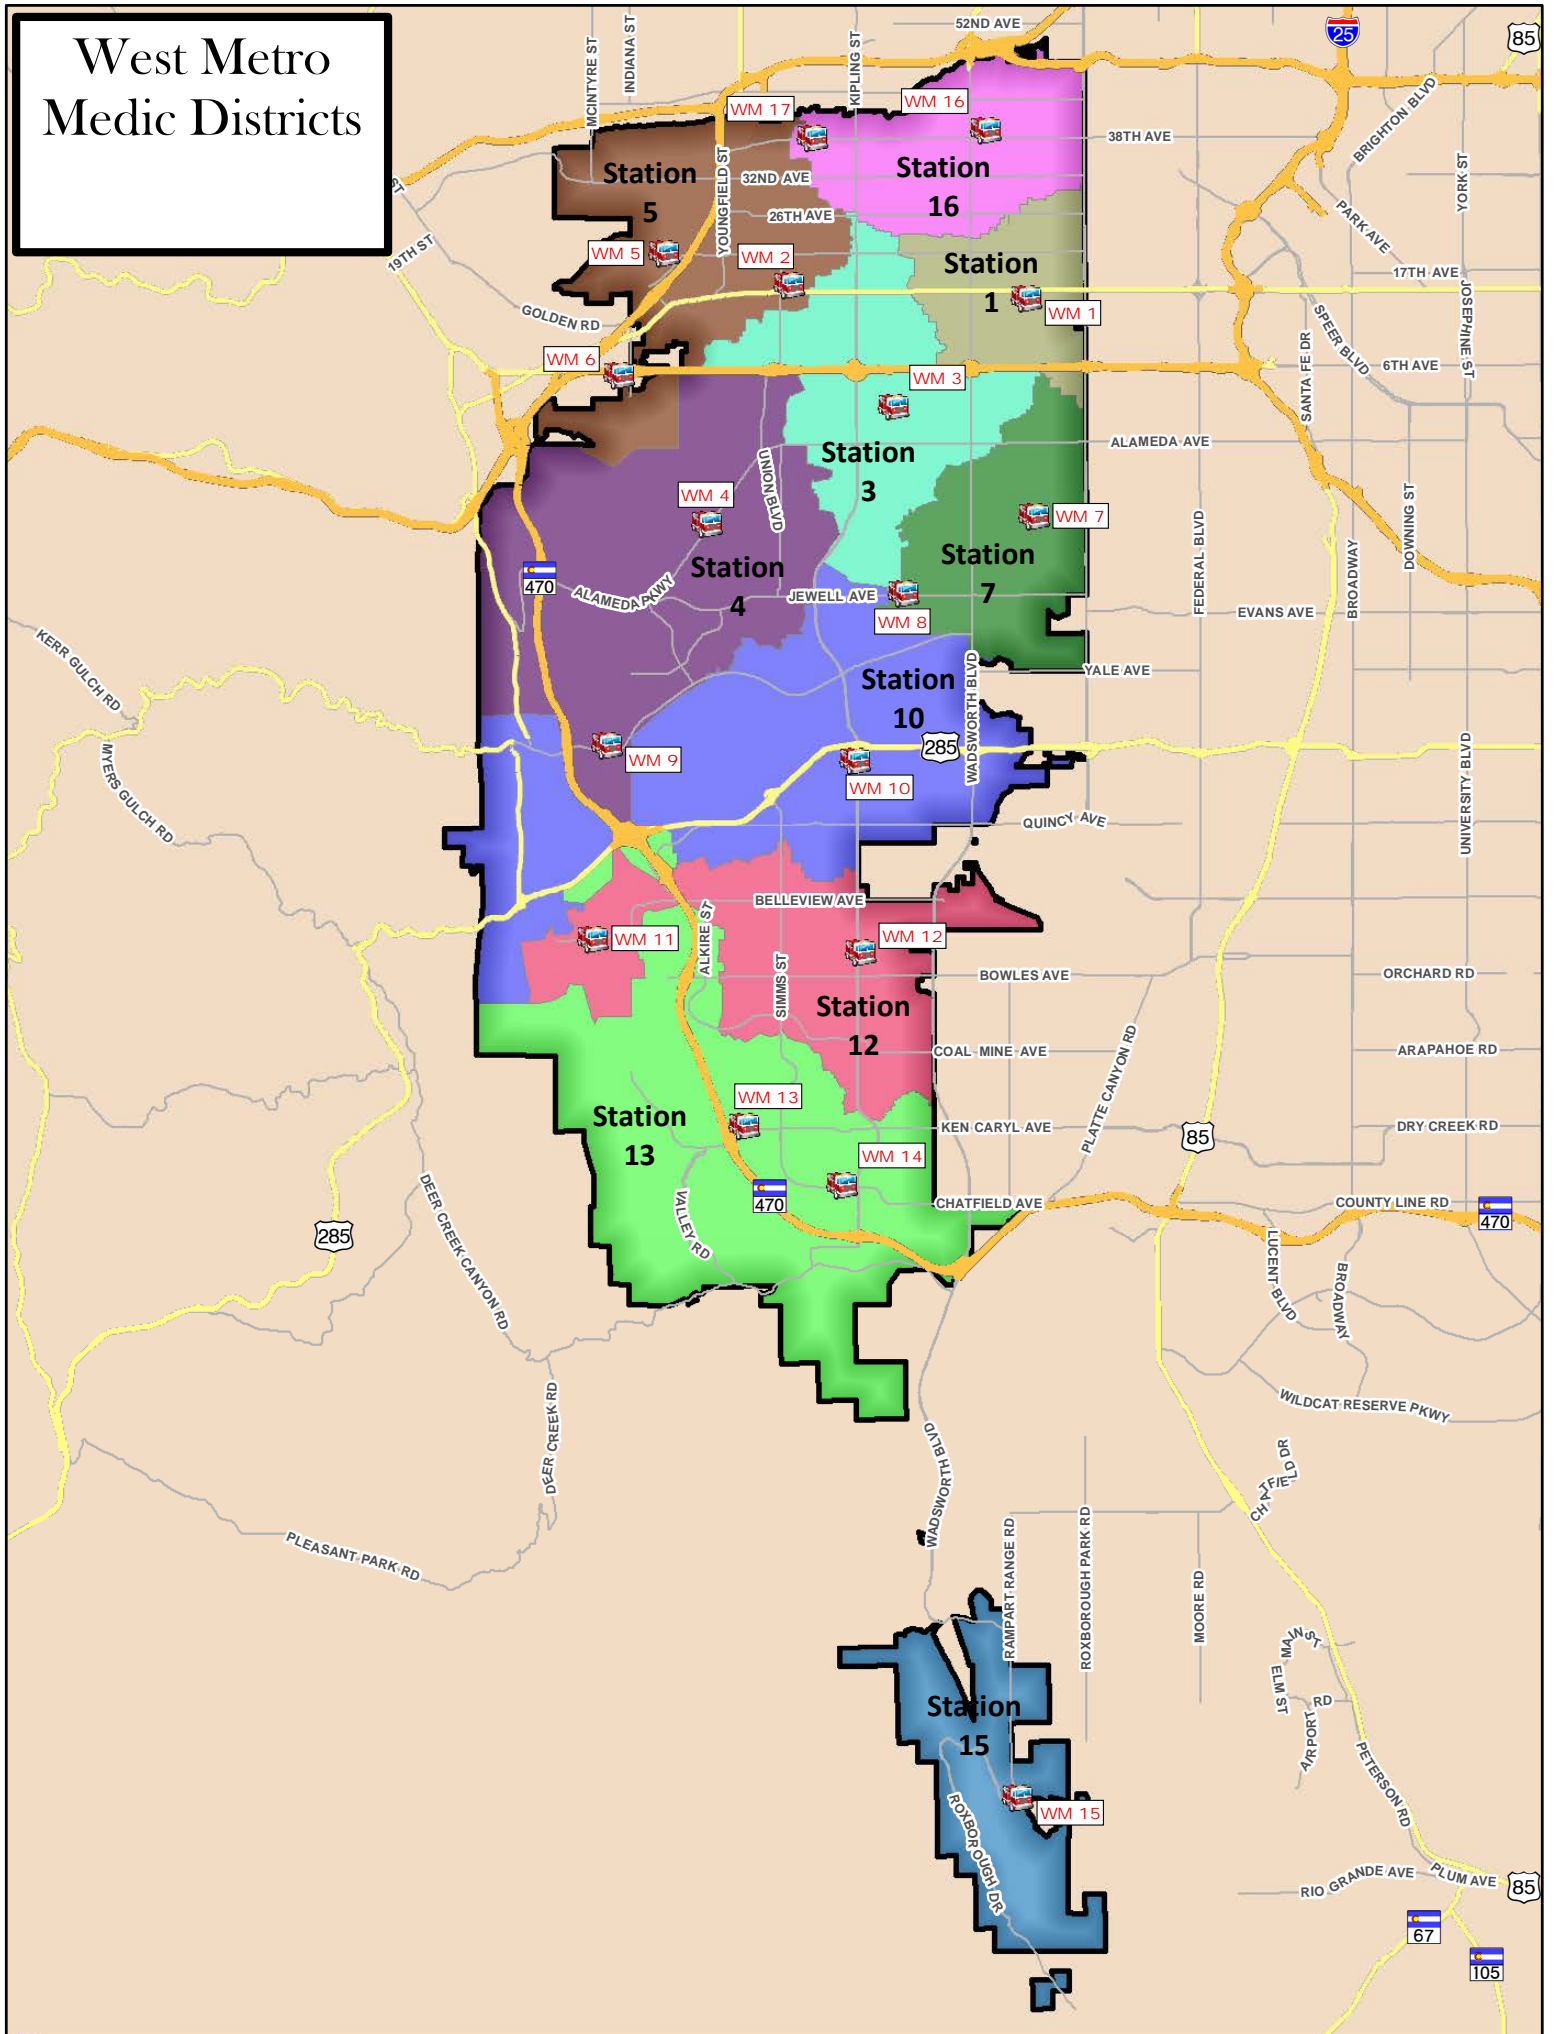 West Metro
Medic Districts
52ND AVE
25
85
MCINTYRE ST
INDIANA ST
KIPLING ST
WM 17
WM 16
38TH AVE
BRIGHTON BLVD
YORK ST
Station
5
YOUNGFIELD ST
32ND AVE
Station
16
ST
26TH AVE
PARK AVE
19TH ST
WM 5
WM 2
Station
1
17TH AVE
GOLDEN RD
WM 1
SPEER BLVD
JOSEPHINE ST
SANTA FE DR
WM 6
WM 3
6TH AVE
ALAMEDA AVE
UNION BLVD
Station
3
WM 4
WM 7
DOWNING ST
FEDERAL BLVD
BROADWAY
Station
4
Station
7
470
ALAMEDA PKWY
JEWELL AVE
EVANS AVE
WM 8
KERR GULCH RD
Station
10
WADSWORTH BLVD
YALE AVE
MYERS GULCH RD
WM 9
285
UNIVERSITY BLVD
WM 10
QUINCY AVE
BELLEVIEW AVE
ALKIRE ST
WM 11
WM 12
SIMMS ST
BOWLES AVE
ORCHARD RD
Station
12
COAL MINE AVE
PLATTE CANYON RD
ARAPAHOE RD
WM 13
Station
13
KEN CARYL AVE
85
DRY CREEK RD
WM 14
470
VALLEY RD
CHATFIELD AVE
COUNTY LINE RD
470
285
DEER CREEK CANYON RD
LUCENT BLVD
BROADWAY
DEER CREEK RD
WILDCAT RESERVE PKWY
WADSWORTH BLVD
CHATFIELD DR
PLEASANT PARK RD
RAMPART RANGE RD
ROXBOROUGH PARK RD
MOORE RD
MAIN ST
ELM ST
Station
15
AIRPORT RD
PETERSON RD
WM 15
ROXBOROUGH DR
RIO GRANDE AVE
PLUM AVE
85
67
105